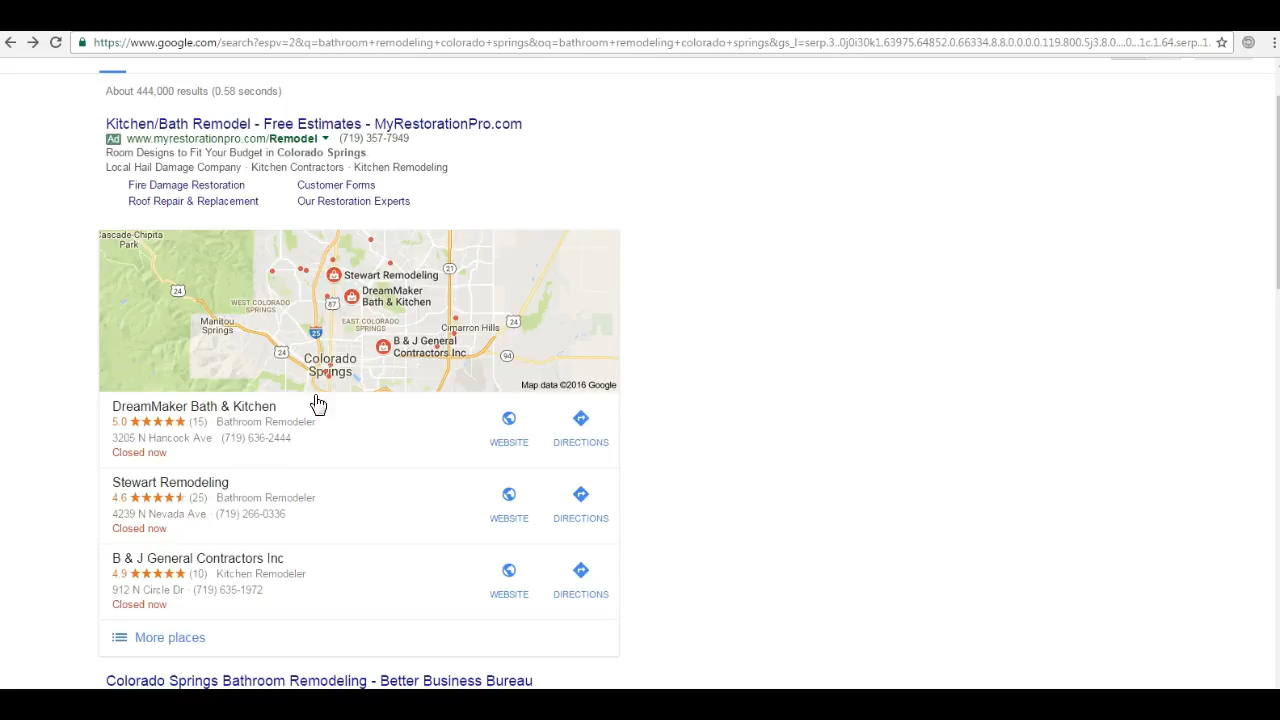 https://www.google.com/search?espv=2&q=bathroom+remodeling+colorado+springs&oq=bathroom+remodeling+colorado+springs&gs_l=serp.3..0j0i30k1.63975.64852.0.66334.8.8.0.0.0.0.119.800.5j3.8.0....0...1c.1.64.serp..1.
About 444,000 results (0.58 seconds)
Kitchen/Bath Remodel - Free Estimates - MyRestorationPro.com
Ad www.myrestorationpro.com/Remodel (719) 357-7949
Room Designs to Fit Your Budget in Colorado Springs.
Local Hail Damage Company · Kitchen Contractors · Kitchen Remodeling
Fire Damage Restoration Customer Forms
Roof Repair & Replacement Our Restoration Experts
Cascade-Chipita
Park
21
Stewart Remodeling
24
DreamMaker
Bath & Kitchen
WEST COLORADO
SPRINGS
87
Manitou
Springs
EAST COLORADO
SPRINGS
Cimarron Hills
24
25
B & J General
Contractors Inc
24
94
Colorado
Springs
Map data ©2016 Google
DreamMaker Bath & Kitchen
5.0 (15) Bathroom Remodeler
3205 N Hancock Ave · (719) 636-2444
Closed now
WEBSITE DIRECTIONS
Stewart Remodeling
4.6 (25) Bathroom Remodeler
4239 N Nevada Ave · (719) 266-0336
Closed now
WEBSITE DIRECTIONS
B & J General Contractors Inc
4.9 (10) Kitchen Remodeler
912 N Circle Dr · (719) 635-1972
Closed now
WEBSITE DIRECTIONS
More places
Colorado Springs Bathroom Remodeling - Better Business Bureau